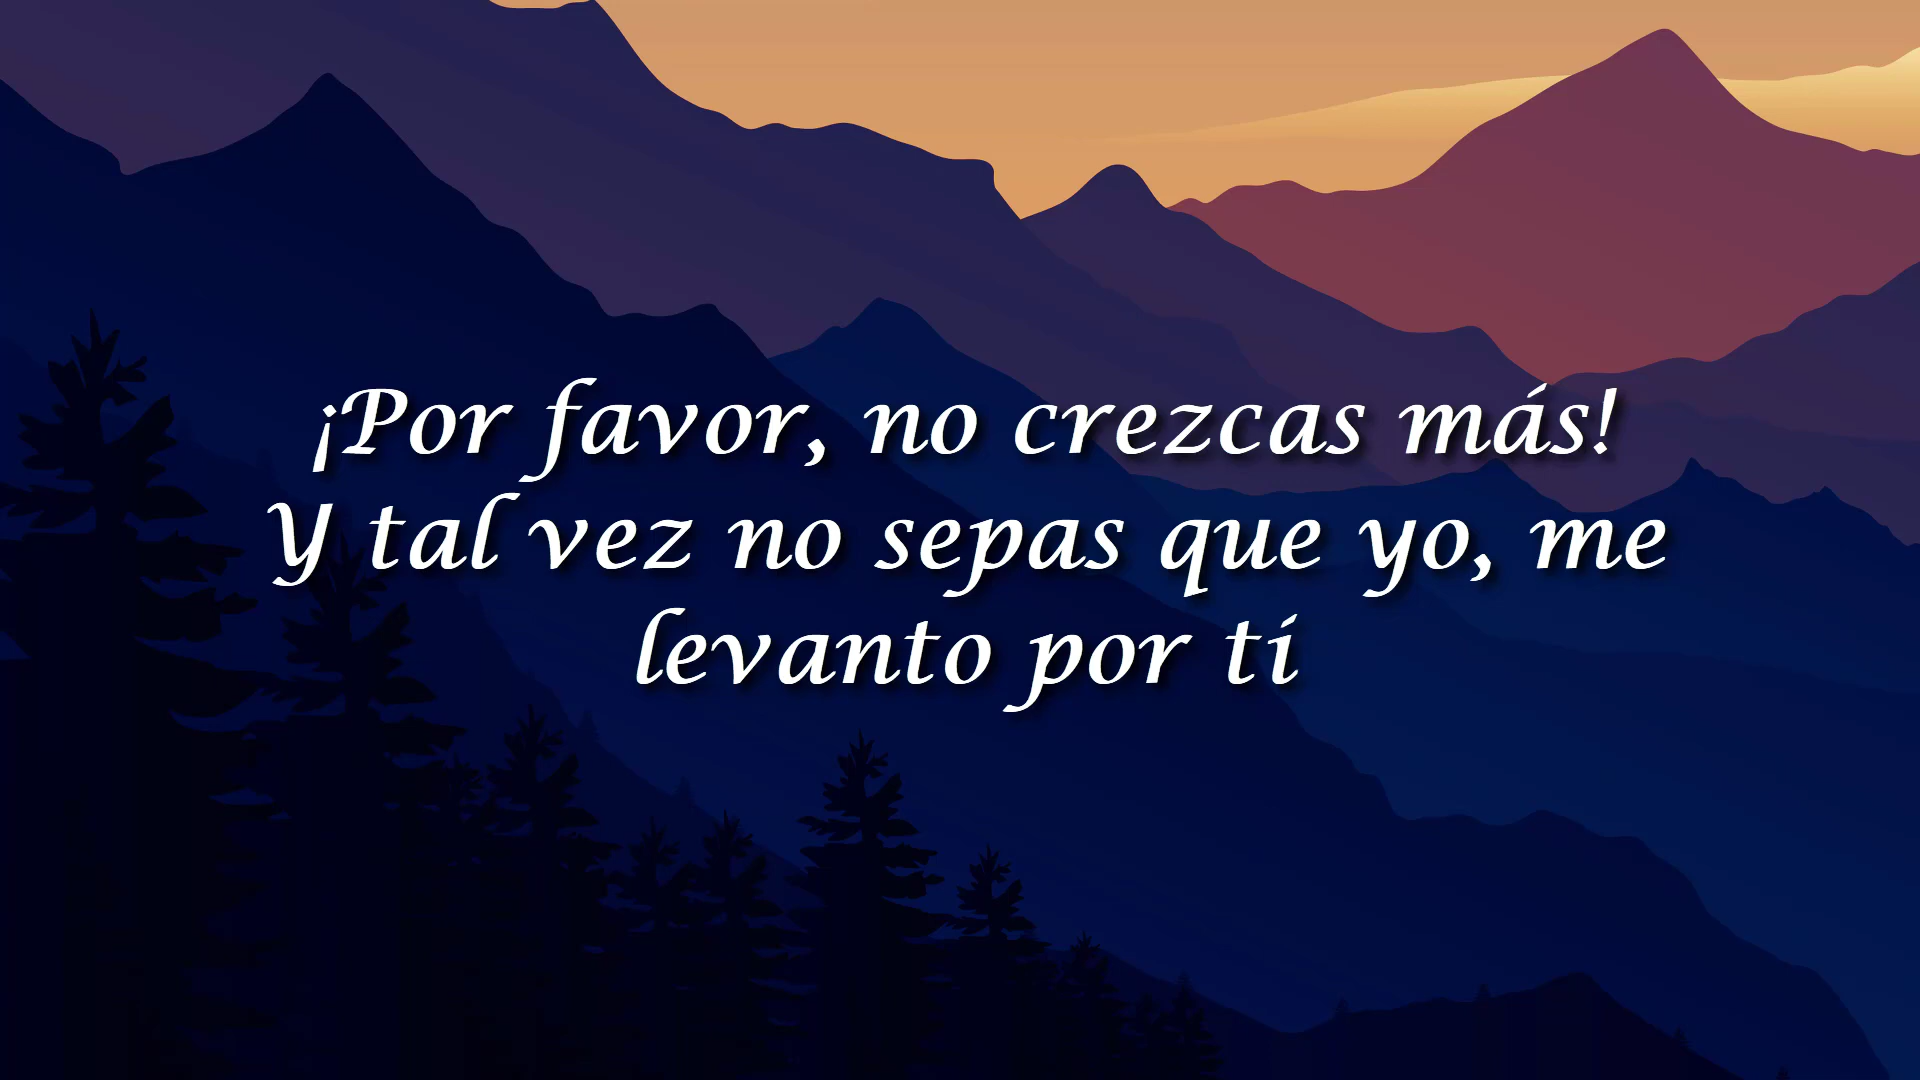 ¡Por favor, no crezcas más!
Y tal vez no sepas que yo, me
levanto por tí